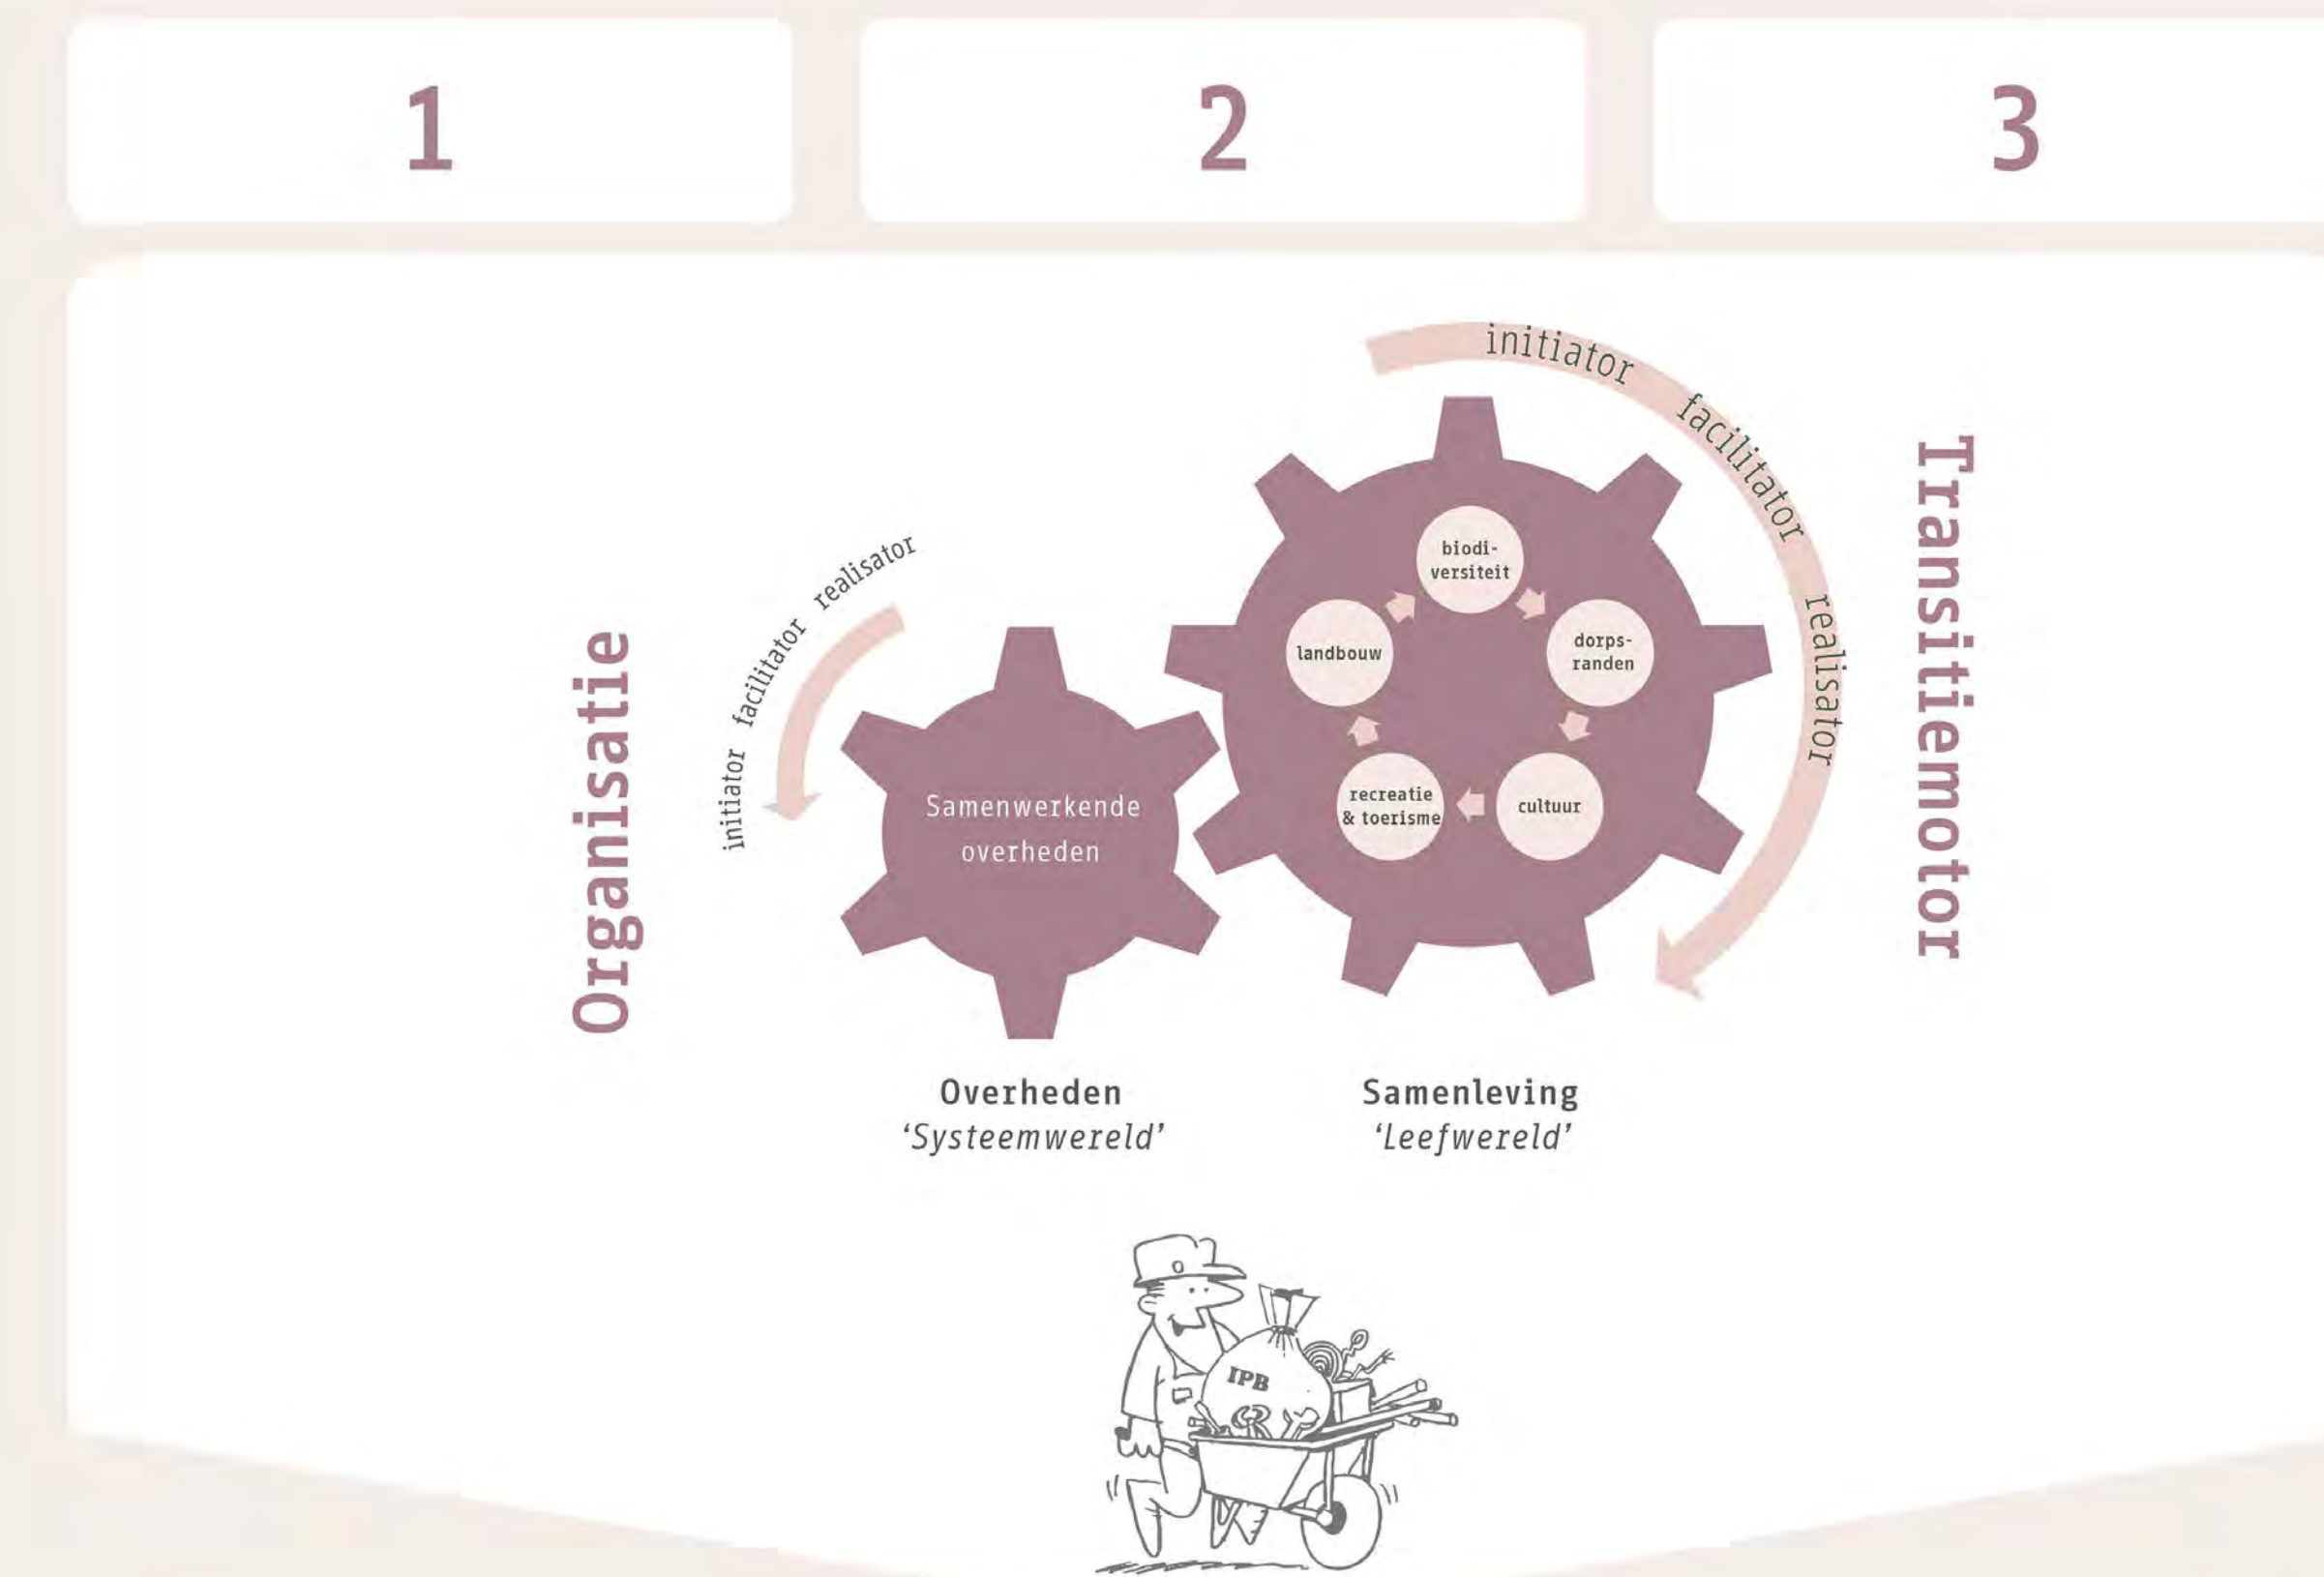 1
2
3
initiator
facilitator
realisator
Transitiemotor
Organisatie
initiator facilitator realisator
biodi-
versiteit
landbouw
dorps-
randen
recreatie
& toerisme
cultuur
Samenwerkende
overheden
Overheden
‘Systeemwereld’
Samenleving
‘Leefwereld’
IPB